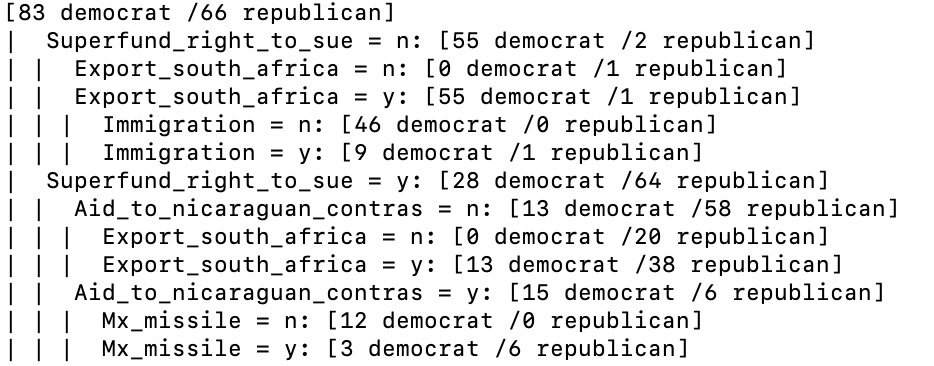 [83 democrat /66 republican]
|  Superfund_right_to_sue = n: [55 democrat /2 republican]
|  |  Export_south_africa = n: [0 democrat /1 republican]
|  |  Export_south_africa = y: [55 democrat /1 republican]
|  |  |  Immigration = n: [46 democrat /0 republican]
|  |  |  Immigration = y: [9 democrat /1 republican]
|  Superfund_right_to_sue = y: [28 democrat /64 republican]
|  |  Aid_to_nicaraguan_contras = n: [13 democrat /58 republican]
|  |  |  Export_south_africa = n: [0 democrat /20 republican]
|  |  |  Export_south_africa = y: [13 democrat /38 republican]
|  |  Aid_to_nicaraguan_contras = y: [15 democrat /6 republican]
|  |  |  Mx_missile = n: [12 democrat /0 republican]
|  |  |  Mx_missile = y: [3 democrat /6 republican]